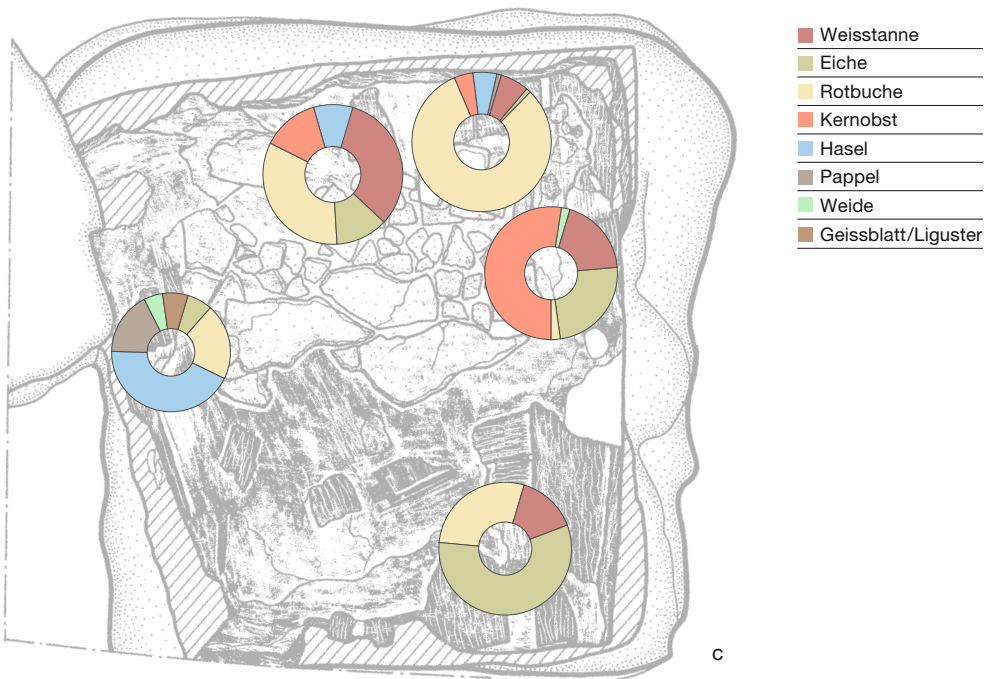 Weisstanne
Eiche
Rotbuche
Kernobst
Hasel
Pappel
Weide
Geissblatt/Liguster
c